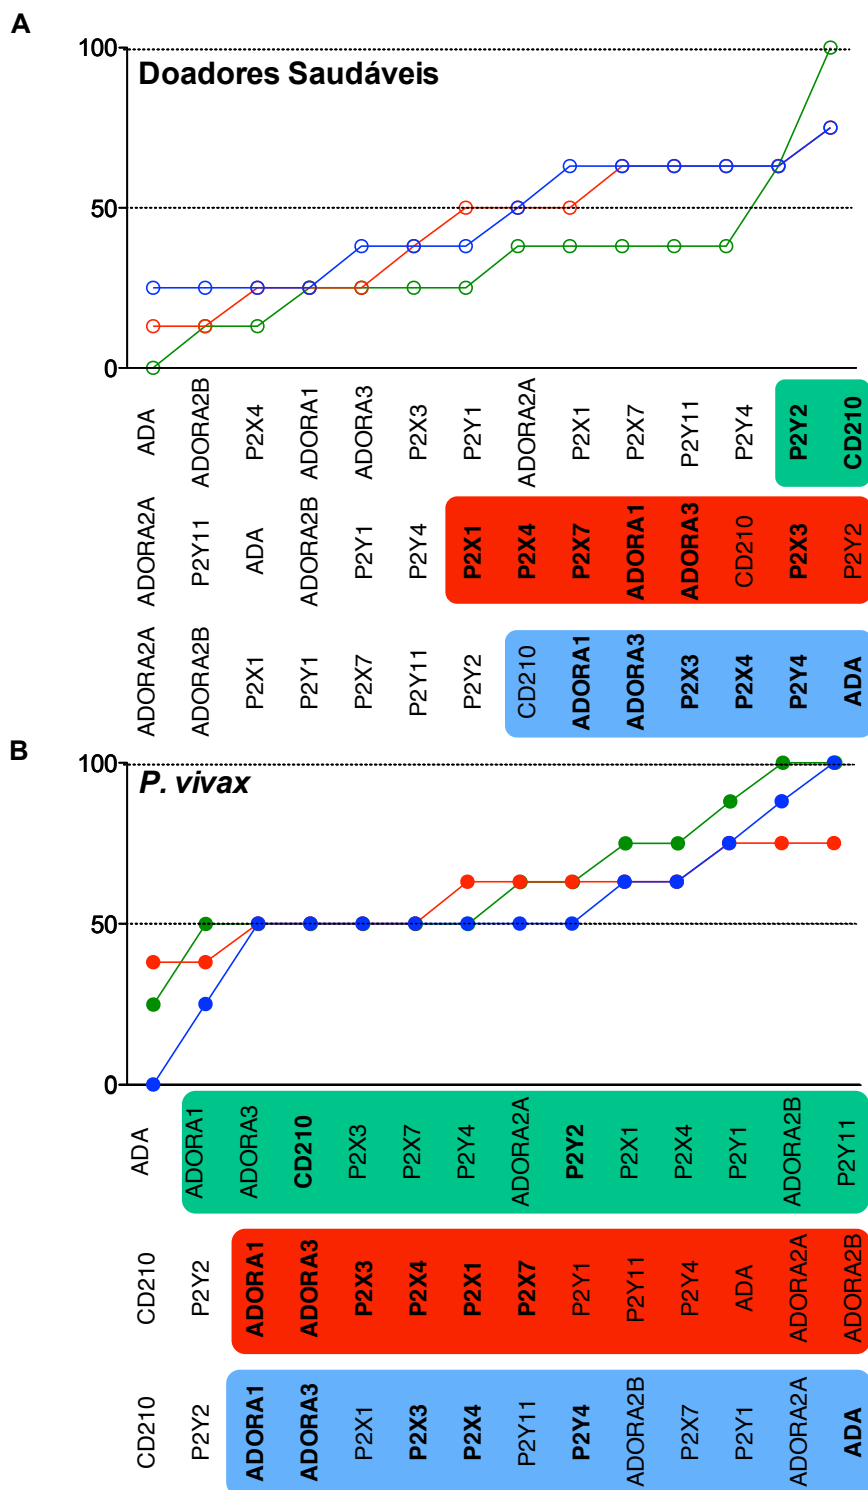 A
100
Doadores Saudáveis
50
0
ADA ADORA2B P2X4 ADORA1 ADORA3 P2X3 P2Y1 ADORA2A P2X1 P2X7 P2Y11 P2Y4 P2Y2 CD210
ADORA2A P2Y11 ADA ADORA2B P2Y1 P2Y4 P2X1 P2X4 P2X7 ADORA1 ADORA3 CD210 P2X3 P2Y2
ADORA2A ADORA2B P2X1 P2Y1 P2X7 P2Y11 P2Y2 CD210 ADORA1 ADORA3 P2X3 P2X4 P2Y4 ADA
B
100
P. vivax
50
0
ADA ADORA1 ADORA3 CD210 P2X3 P2X7 P2Y4 ADORA2A P2Y2 P2X1 P2X4 P2Y1 ADORA2B P2Y11
CD210 P2Y2 ADORA1 ADORA3 P2X3 P2X4 P2X1 P2X7 P2Y1 P2Y11 P2Y4 ADA ADORA2A ADORA2B
CD210 P2Y2 ADORA1 ADORA3 P2X1 P2X3 P2X4 P2Y11 P2Y4 ADORA2B P2X7 P2Y1 ADORA2A ADA